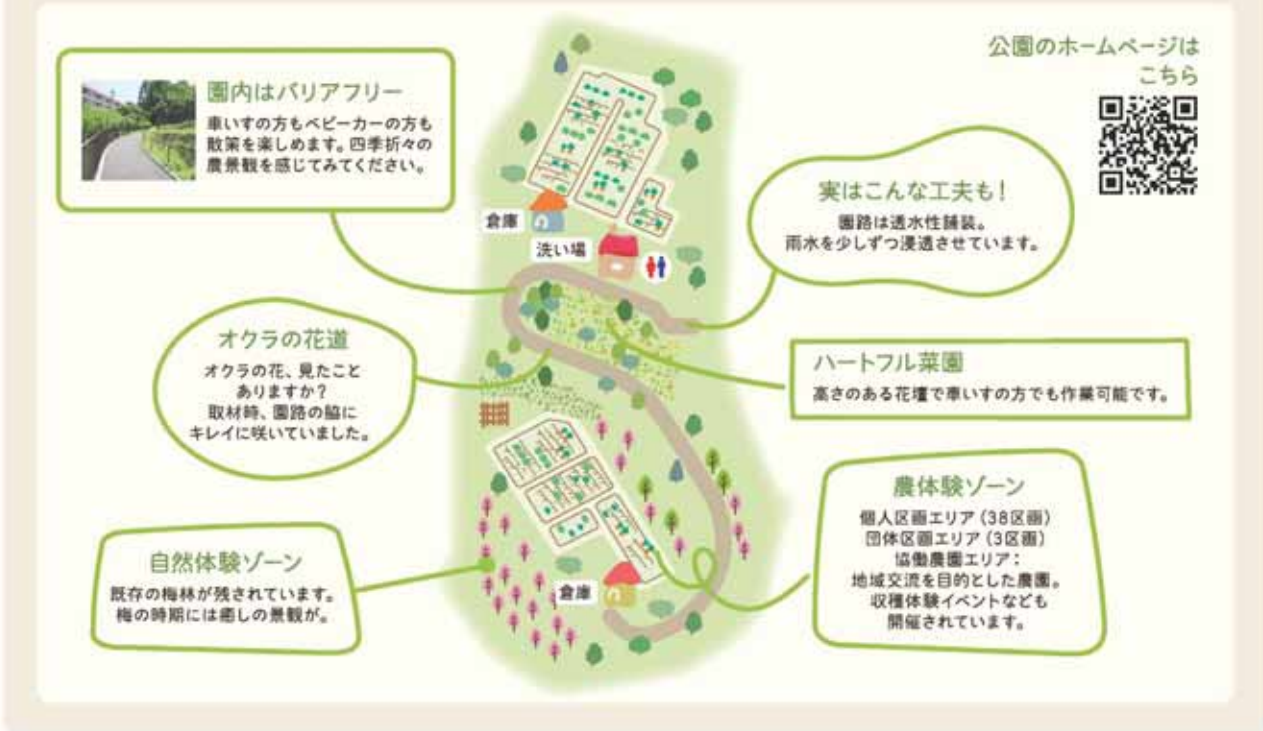 公園のホームページは
こちら
園内はバリアフリー
車いすの方もベビーカーの方も
散策を楽しめます。四季折々の
農景観を感じてみてください。
倉庫
洗い場
実はこんな工夫も!
園路は透水性舗装。
雨水を少しずつ浸透させています。
オクラの花道
オクラの花、見たこと
ありますか?
取材時、園路の脇に
キレイに咲いていました。
ハートフル菜園
高さのある花壇で車いすの方でも作業可能です。
農体験ゾーン
個人区画エリア(38区画)
団体区画エリア(3区画)
協働農園エリア:
地域交流を目的とした農園。
収穫体験イベントなども
開催されています。
自然体験ゾーン
既存の梅林が残されています。
梅の時期には癒しの景観が。
倉庫